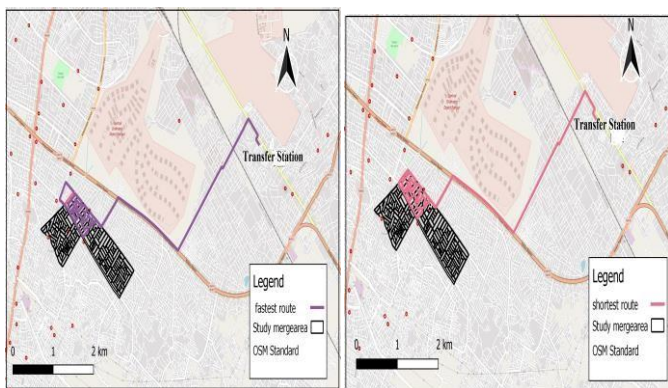 N
Transfer Station
Legend
fastest route
Study mergearea
OSM Standard
0 1 2 km
N
Transfer Station
Legend
shortest route
Study mergearea
OSM Standard
0 1 2 km